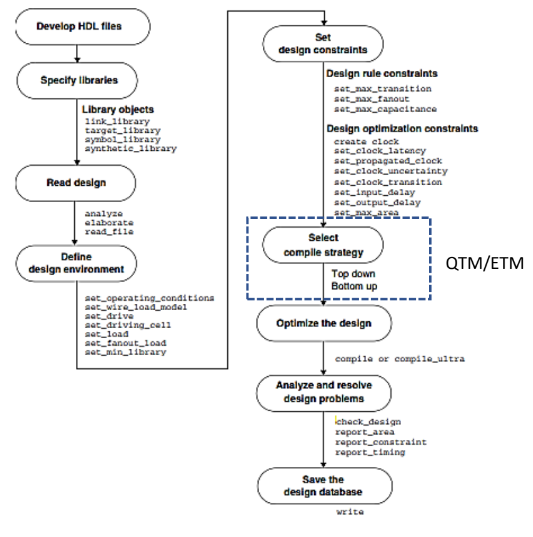 Develop HDL files
Specify libraries
Library objects
link_library
target_library
symbol_library
synthetic_library
Read design
analyze
elaborate
read_file
Define
design environment
set_operating_conditions
set_wire_load_model
set_drive
set_driving_cell
set_load
set_fanout_load
set_min_library
Set
design constraints
Design rule constraints
set_max_transition
set_max_fanout
set_max_capacitance
Design optimization constraints
create clock
set_clock_latency
set_propagated_clock
set_clock_uncertainty
set_clock_transition
set_input_delay
set_output_delay
set_max_area
Select
compile strategy
Top down
Bottom up
QTM/ETM
Optimize the design
compile or compile_ultra
Analyze and resolve
design problems
check_design
report_area
report_constraint
report_timing
Save the
design database
write